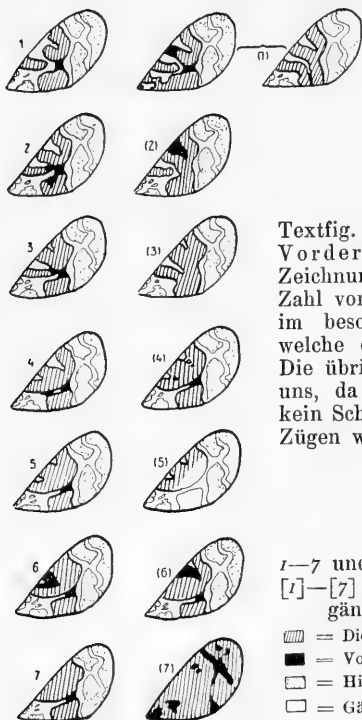 1
(1)
2
(2)
Textfig.
3
(3)
Vorder
Zeichnun
Zahl vor
im besc
welche
4
(4)
Die übri
uns, da
kein Sch
5
(5)
Zügen w
6
(6)
1—7 und
[1]—[7]
gän
= Di
7
(7)
= Vo
= Hi
= Gä